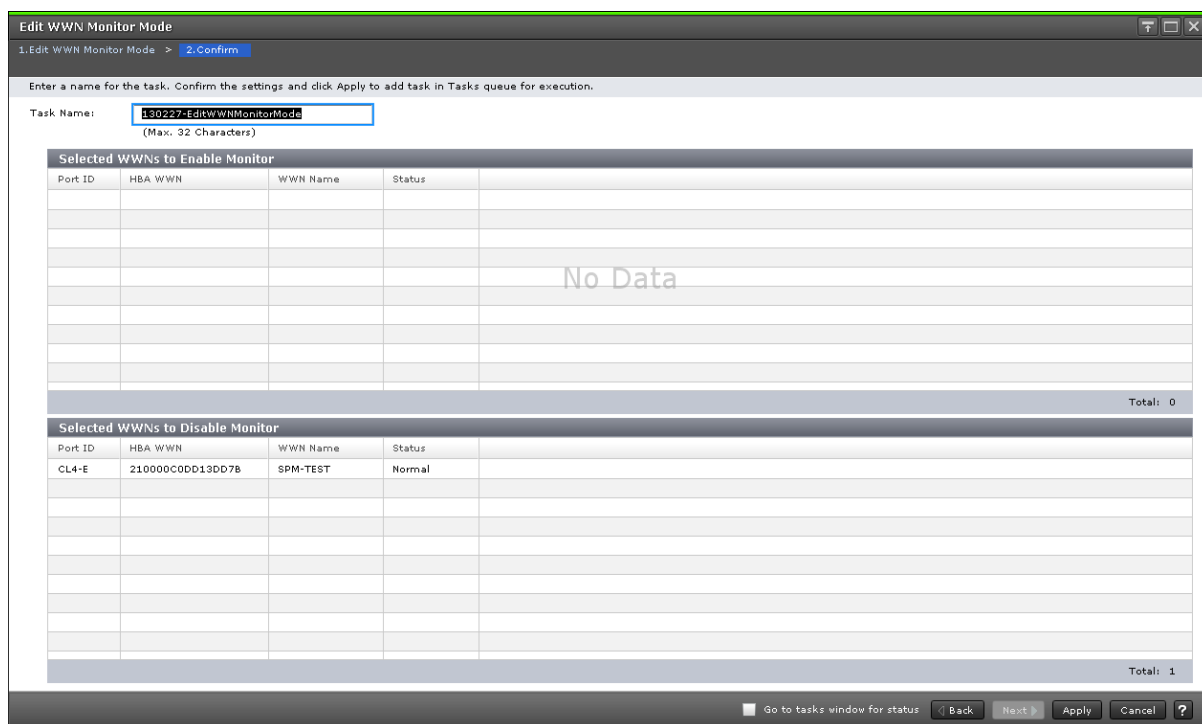 Edit WWN Monitor Mode
1.Edit WWN Monitor Mode > 2.Confirm
Enter a name for the task. Confirm the settings and click Apply to add task in Tasks queue for execution.
Task Name: 130227-EditWWNMonitorMode
(Max. 32 Characters)
Selected WWNs to Enable Monitor
Port ID HBA WWN WWN Name Status
No Data
Total: 0
Selected WWNs to Disable Monitor
Port ID HBA WWN WWN Name Status
CL4-E 210000C0DD13DD7B SPM-TEST Normal
Total: 1
Go to tasks window for status Back Next Apply Cancel ?